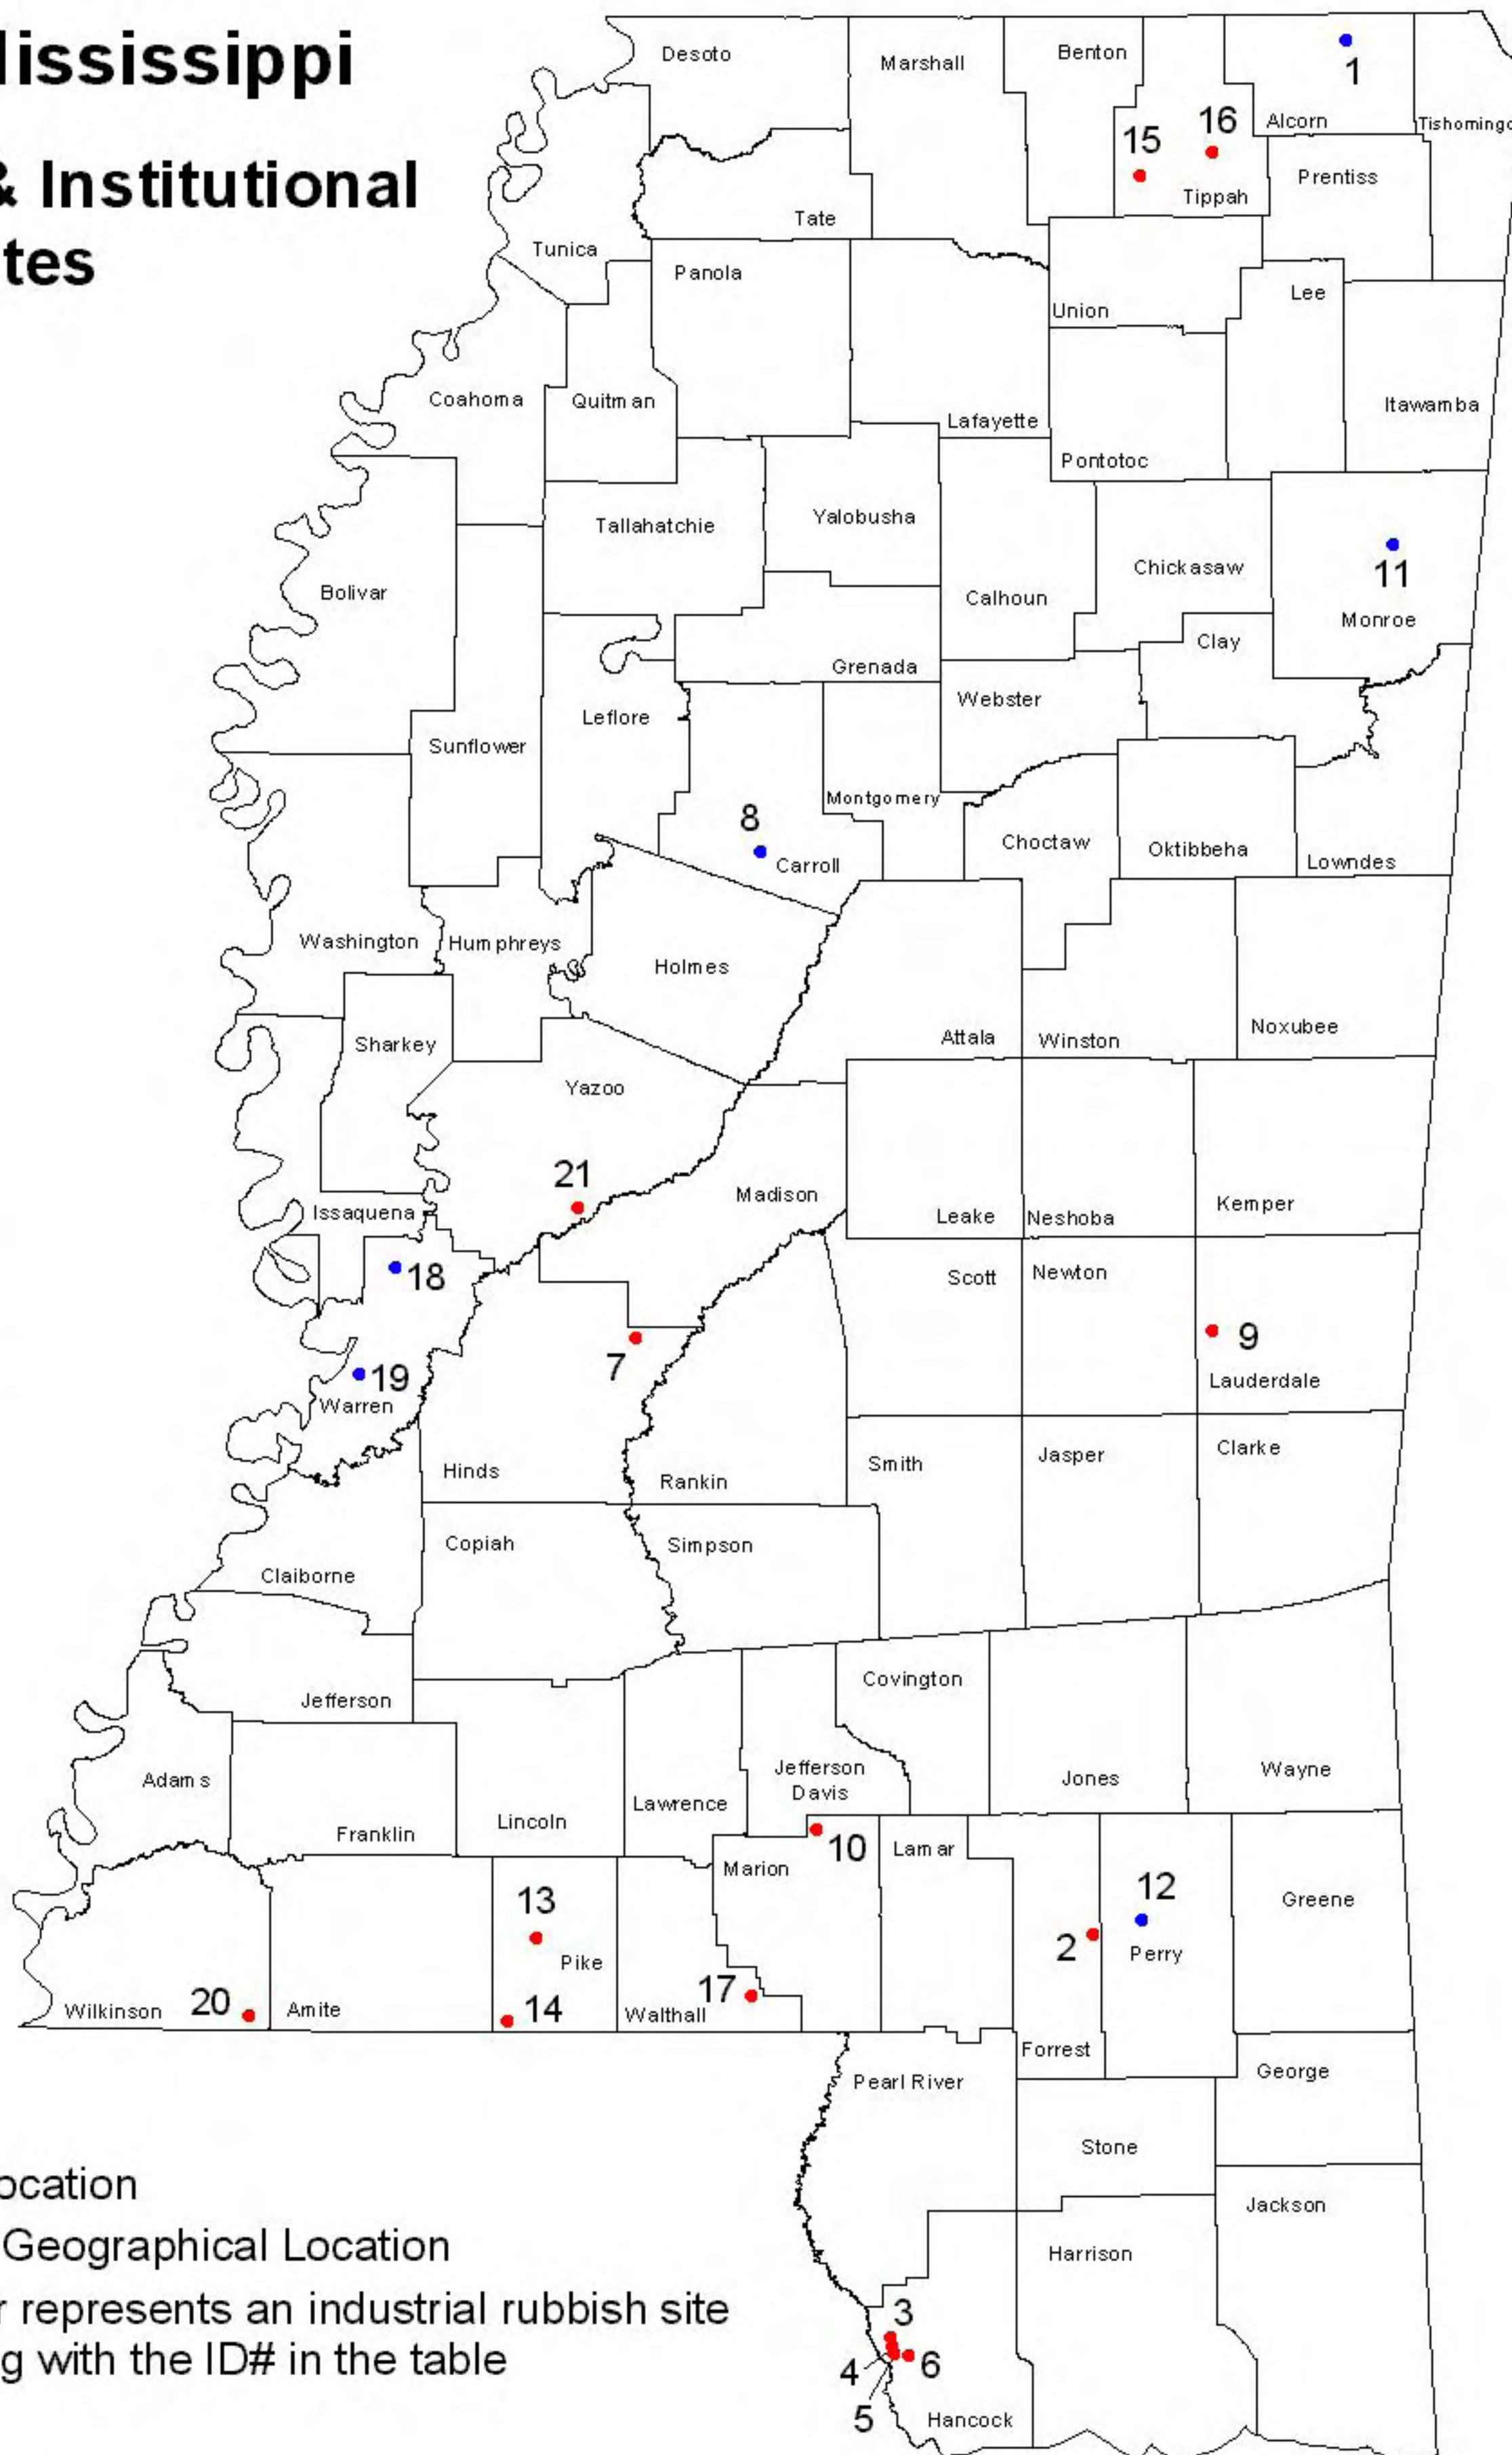 lississippi
& Institutional
tes
Desoto
Marshall
Benton
1
15
16
Alcorn
Tishomingo
Tippah
Prentiss
Tate
Tunica
Panola
Union
Lee
Coahoma
Quitman
Lafayette
Itawamba
Pontotoc
Tallahatchie
Yalobusha
Chickasaw
11
Bolivar
Calhoun
Monroe
Clay
Grenada
Webster
Leflore
Sunflower
Montgomery
8
Carroll
Choctaw
Oktibbeha
Lowndes
Washington
Humphreys
Holmes
Attala
Winston
Noxubee
Sharkey
Yazoo
21
Madison
Leake
Neshoba
Kemper
Issaquena
18
Scott
Newton
9
7
19
Warren
Lauderdale
Hinds
Rankin
Smith
Jasper
Clarke
Copiah
Simpson
Claiborne
Jefferson
Covington
Adams
Jefferson
Davis
Jones
Wayne
Lawrence
Lincoln
Franklin
10
Lamar
Marion
13
12
Greene
Pike
2
Perry
Wilkinson
20
Amite
14
Walthall
17
Forrest
Pearl River
George
Stone
ocation
Jackson
Geographical Location
Harrison
r represents an industrial rubbish site
3
g with the ID# in the table
4
6
5
Hancock